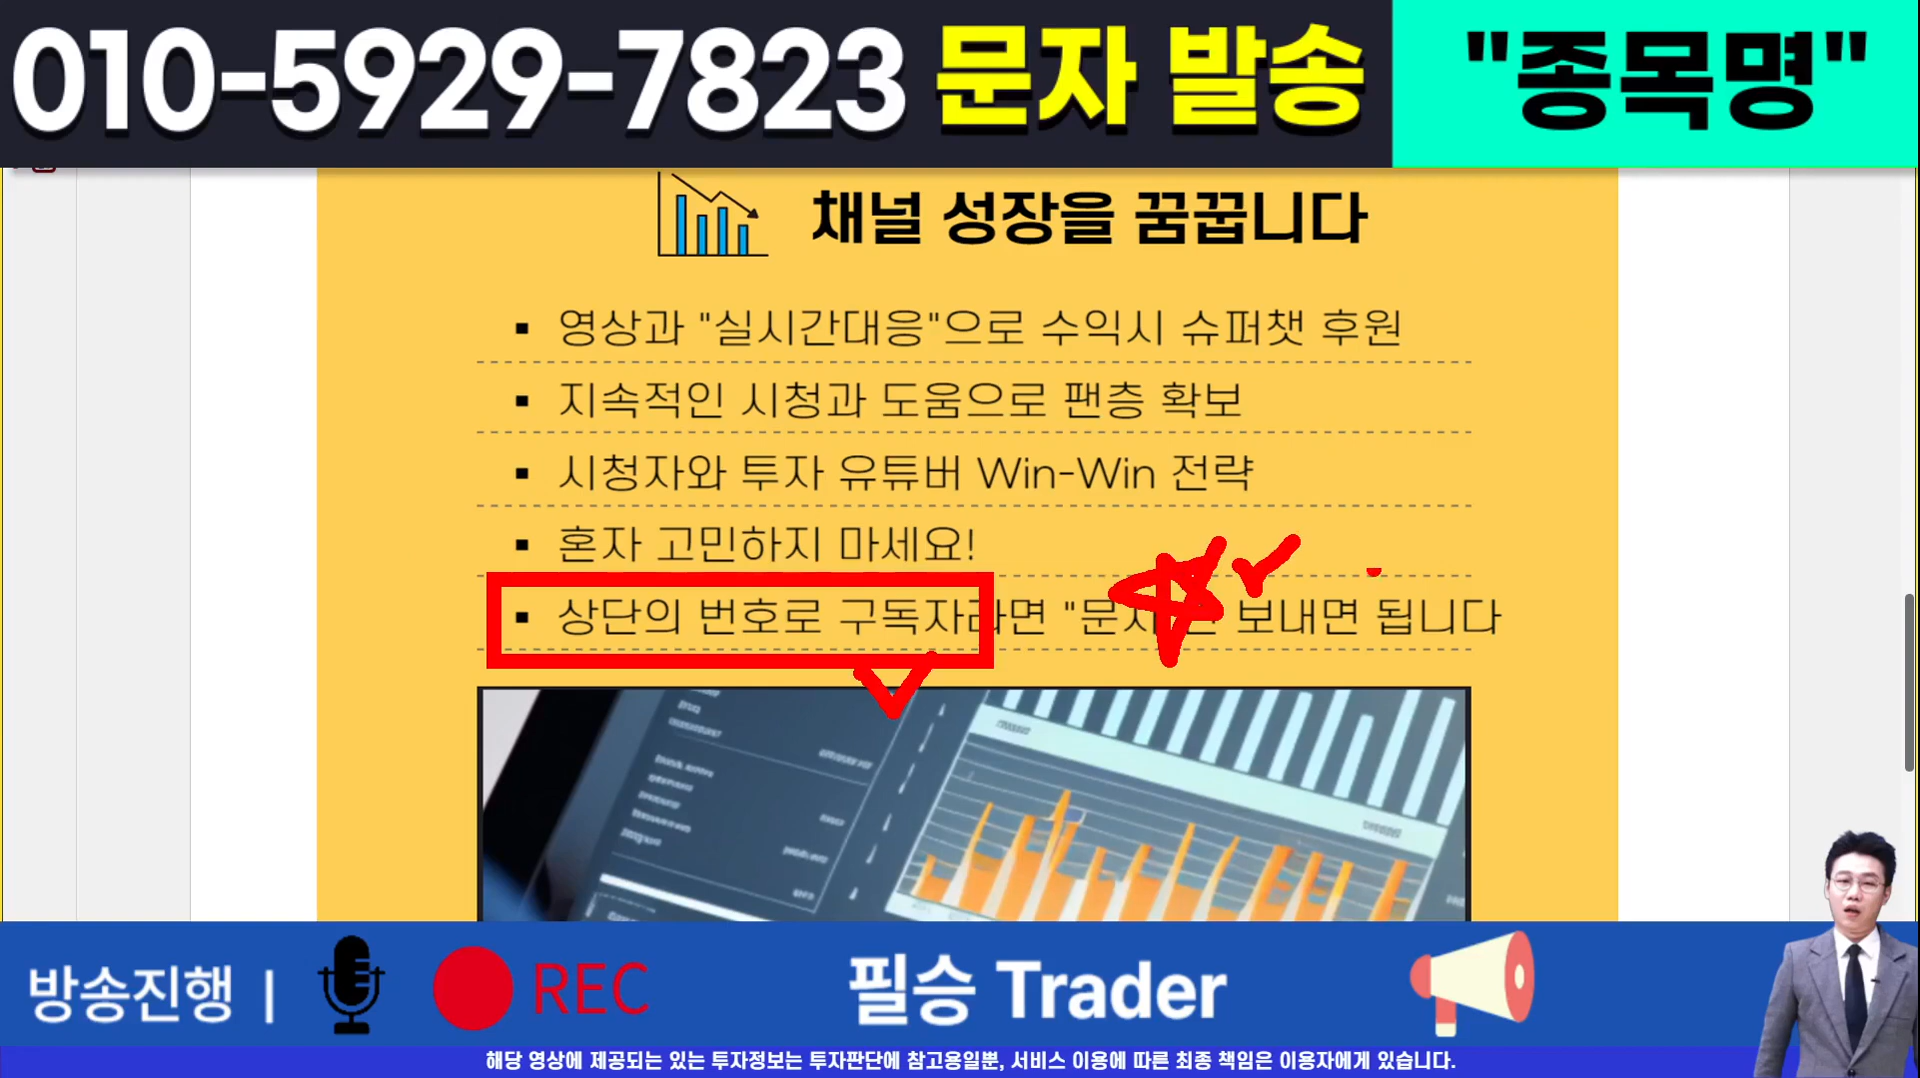 010-5929-7823 문자 발송 "종목명"
채널 성장을 꿈꿉니다
▪ 영상과 "실시간대응"으로 수익시 슈퍼챗 후원
▪ 지속적인 시청과 도움으로 팬층 확보
▪ 시청자와 투자 유튜버 Win-Win 전략
▪ 혼자 고민하지 마세요!
▪ 상단의 번호로 구독자라면 "문자 보내면 됩니다
방송진행 | REC 필승 Trader
해당 영상에 제공되는 있는 투자정보는 투자판단에 참고용일뿐, 서비스 이용에 따른 최종 책임은 이용자에게 있습니다.